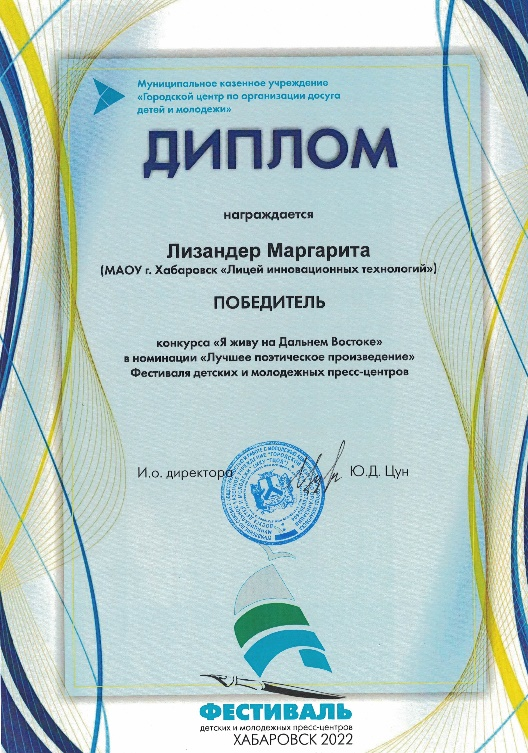 Муниципальное казенное учреждение
«Городской центр по организации досуга
детей и молодежи»
ДИПЛОМ
награждается
Лизандер Маргарита
(МАОУ г. Хабаровск «Лицей инновационных технологий»)
ПОБЕДИТЕЛЬ
конкурса «Я живу на Дальнем Востоке»
в номинации «Лучшее поэтическое произведение»
Фестиваля детских и молодежных пресс-центров
И.о. директора Ю.Д. Цун
ФЕСТИВАЛЬ
детских и молодежных пресс-центров
ХАБАРОВСК 2022